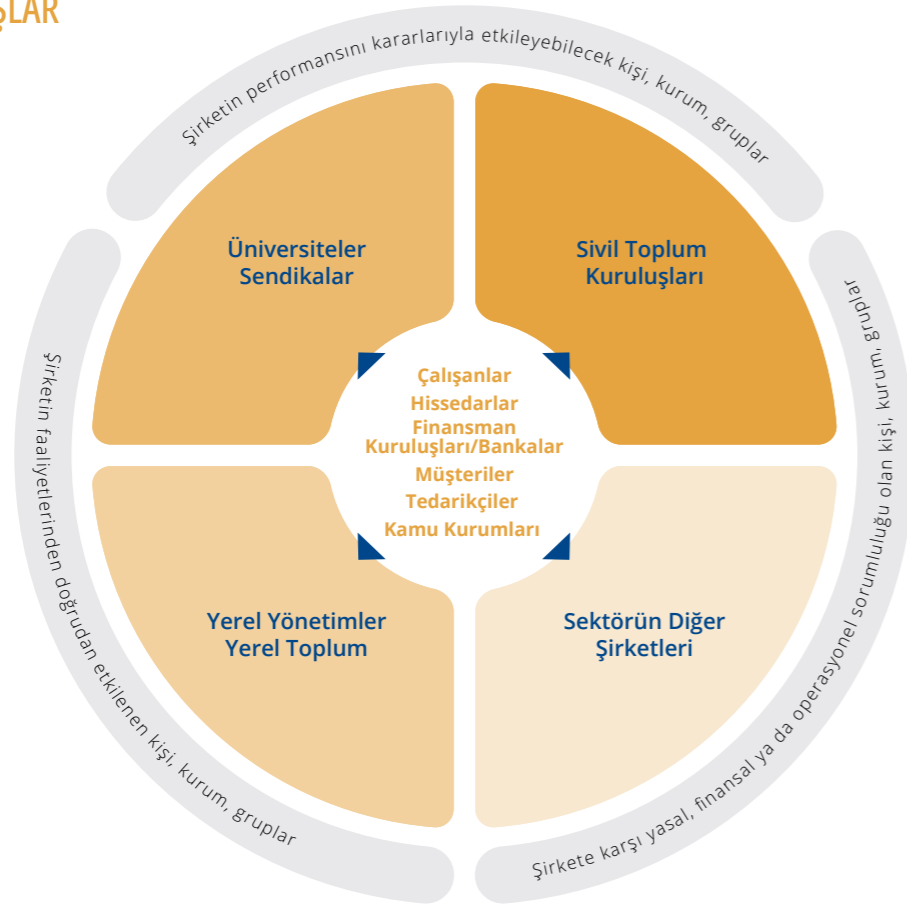 ŞLAR
Şirketin performansını kararlarıyla etkileyebilecek kişi, kurum, gruplar
Üniversiteler
Sendikalar
Sivil Toplum
Kuruluşları
Çalışanlar
Hissedarlar
Finansman
Kuruluşları/Bankalar
Müşteriler
Tedarikçiler
Kamu Kurumları
Yerel Yönetimler
Yerel Toplum
Sektörün Diğer
Şirketleri
Şirketin faaliyetlerinden doğrudan etkilenen kişi, kurum, gruplar
Şirkete karşı yasal, finansal ya da operasyonel sorumluluğu olan kişi, kurum, gruplar